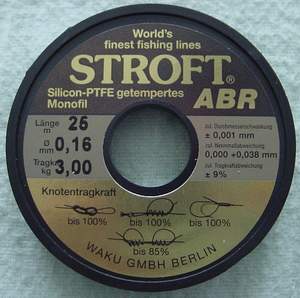 World's
finest fishing lines
STROFT®
ABR
Silicon-PTFE getempertes
Monofil
Länge m 25
Ø mm 0,16
Tragkr. kg 3,00
zul. Durchmesserschwankung
± 0,001 mm
zul. Nennmaßabweichung
0,000 +0,038 mm
zul. Tragkraftabweichung
± 9%
Knotentragkraft
bis 100%
bis 100%
bis 100%
bis 85%
WAKU GMBH BERLIN